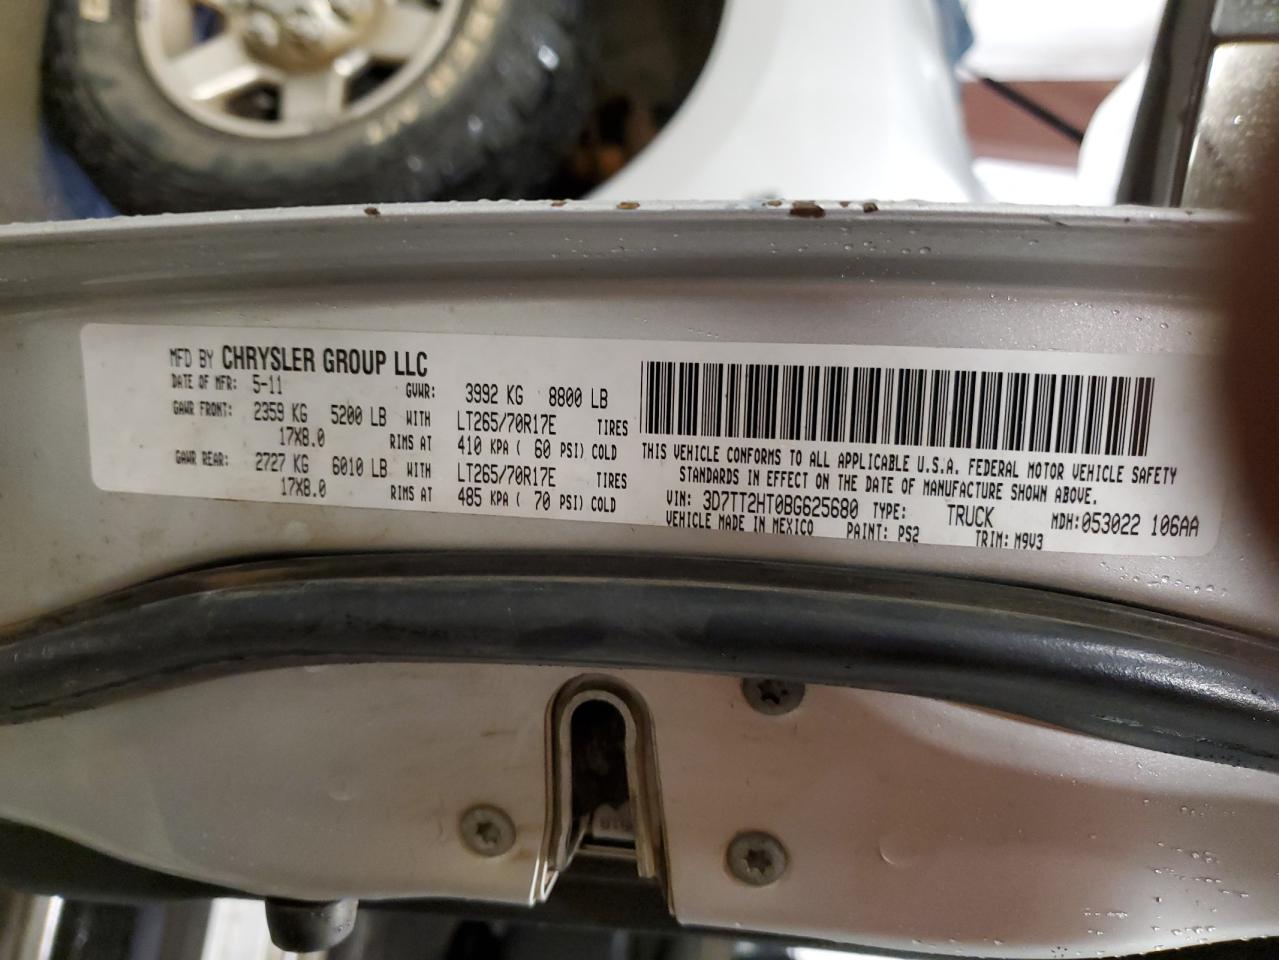 MFD BY CHRYSLER GROUP LLC
DATE OF MFR: 5-11 GVWR: 3992 KG 8800 LB
GAWR FRONT: 2359 KG 5200 LB WITH LT265/70R17E TIRES
17X8.0 RIMS AT 410 KPA ( 60 PSI) COLD
GAWR REAR: 2727 KG 6010 LB WITH LT265/70R17E TIRES
17X8.0 RIMS AT 485 KPA ( 70 PSI) COLD
THIS VEHICLE CONFORMS TO ALL APPLICABLE U.S.A. FEDERAL MOTOR VEHICLE SAFETY
STANDARDS IN EFFECT ON THE DATE OF MANUFACTURE SHOWN ABOVE.
VIN: 3D7TT2HT0BG625680 TYPE: TRUCK MDH:053022 106AA
VEHICLE MADE IN MEXICO PAINT: PS2 TRIM: M9V3